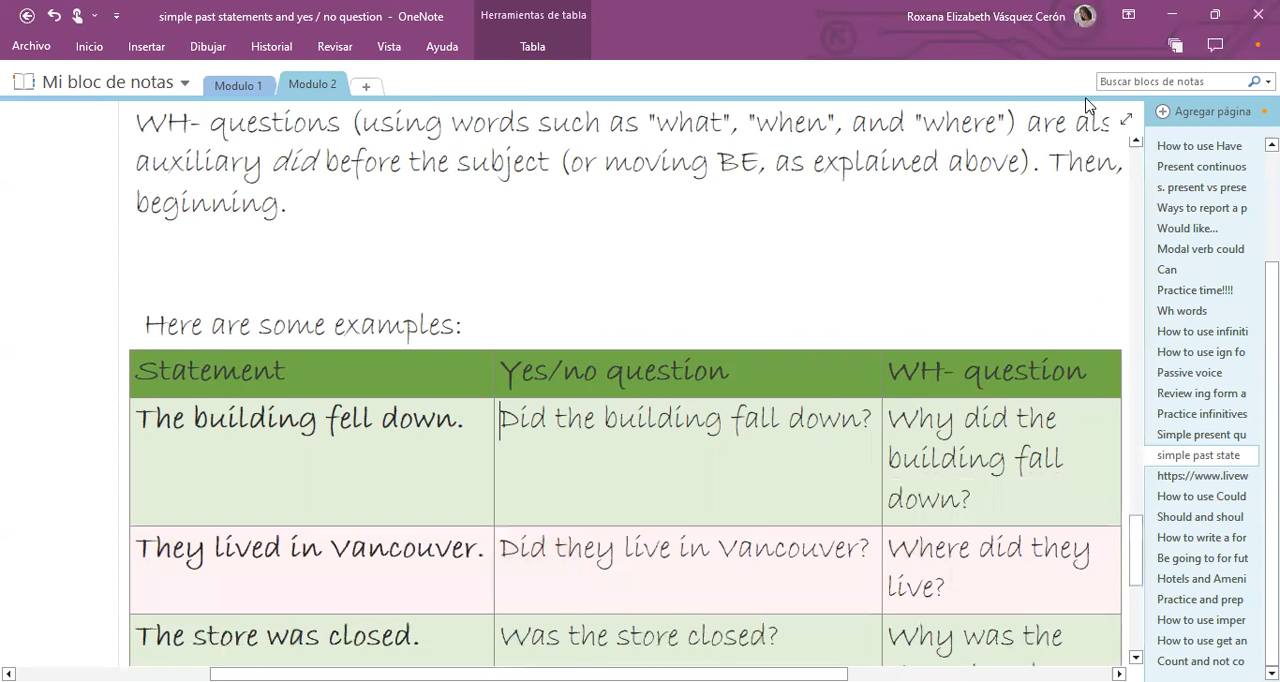 simple past statements and yes / no question - OneNote
Herramientas de tabla
Roxana Elizabeth Vásquez Cerón
Archivo Inicio Insertar Dibujar Historial Revisar Vista Ayuda Tabla
Mi bloc de notas
Modulo 1
Modulo 2
+
Buscar blocs de notas
WH- questions (using words such as "what", "when", and "where") are als
auxiliary did before the subject (or moving BE, as explained above). Then,
beginning.
Here are some examples:
Statement Yes/no question WH- question
The building fell down. Did the building fall down? Why did the
building fall
down?
They lived in Vancouver. Did they live in Vancouver? Where did they
live?
The store was closed. Was the store closed? Why was the
Agregar página
How to use Have
Present continuos
s. present vs prese
Ways to report a p
Would like...
Modal verb could
Can
Practice time!!!!
Wh words
How to use infiniti
How to use ign fo
Passive voice
Review ing form a
Practice infinitives
Simple present qu
simple past state
https://www.livew
How to use Could
Should and shoul
How to write a for
Be going to for fut
Hotels and Ameni
Practice and prep
How to use imper
How to use get an
Count and not co